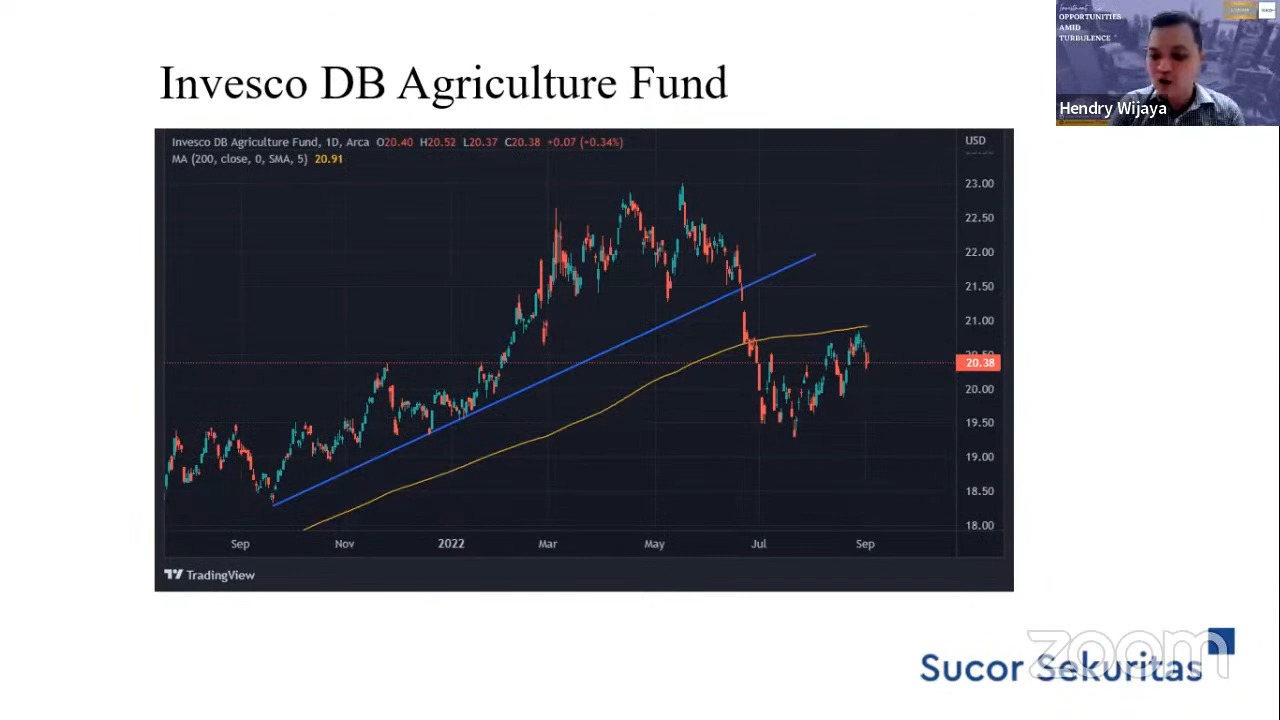 Invesco DB Agriculture Fund
Investment
OPPORTUNITIES
AMID
TURBULENCE
Hendry Wijaya
Invesco DB Agriculture Fund, 1D, Arca O20.40 H20.52 L20.37 C20.38 +0.07 (+0.34%)
MA (200, close, 0, SMA, 5) 20.91
USD
23.00
22.50
22.00
21.50
21.00
20.50
20.38
20.00
19.50
19.00
18.50
18.00
Sep Nov 2022 Mar May Jul Sep
TradingView
zoom
Sucor Sekuritas